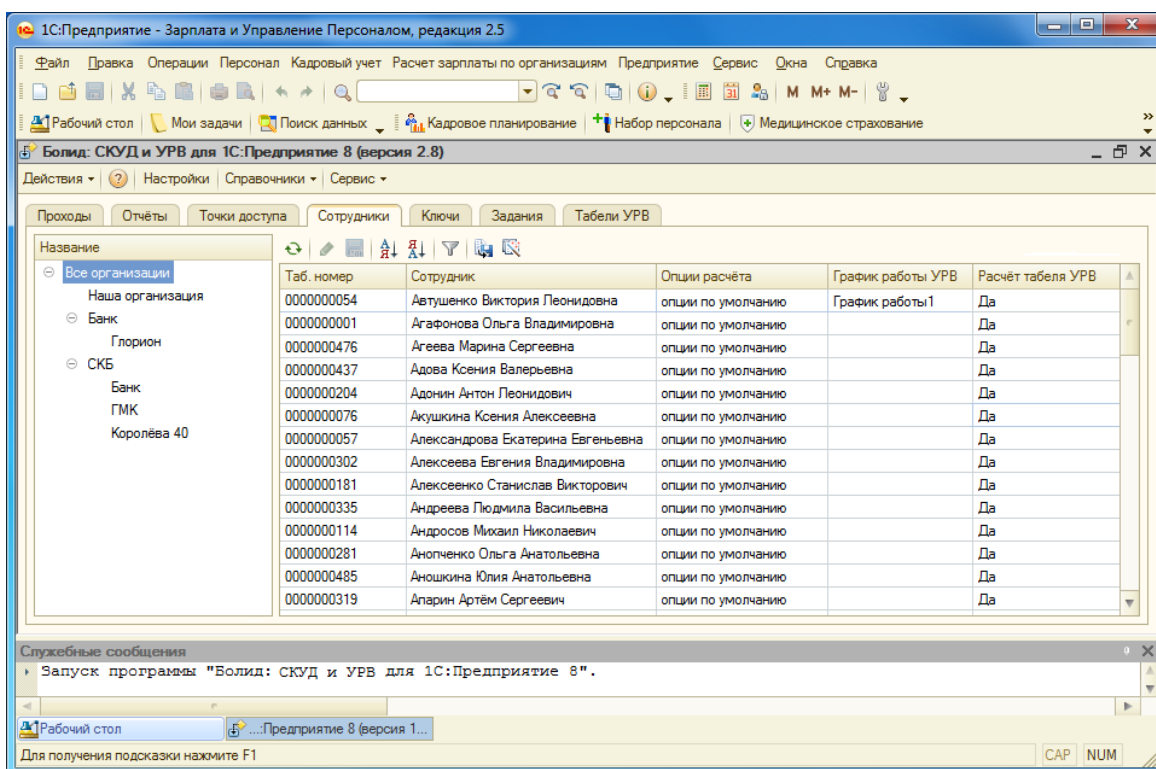 1С:Предприятие - Зарплата и Управление Персоналом, редакция 2.5
Файл Правка Операции Персонал Кадровый учет Расчет зарплаты по организациям Предприятие Сервис Окна Справка
M M+ M-
Рабочий стол Мои задачи Поиск данных Кадровое планирование Набор персонала Медицинское страхование
Болид: СКУД и УРВ для 1С:Предприятие 8 (версия 2.8)
Действия Настройки Справочники Сервис
Проходы Отчёты Точки доступа Сотрудники Ключи Задания Табели УРВ
Название
Все организации
Наша организация
Банк
Глорион
СКБ
Банк
ГМК
Королёва 40
Таб. номер Сотрудник Опции расчёта График работы УРВ Расчёт табеля УРВ
0000000054 Автушенко Виктория Леонидовна опции по умолчанию График работы1 Да
0000000001 Агафонова Ольга Владимировна опции по умолчанию Да
0000000476 Агеева Марина Сергеевна опции по умолчанию Да
0000000437 Адова Ксения Валерьевна опции по умолчанию Да
0000000204 Адонин Антон Леонидович опции по умолчанию Да
0000000076 Акушкина Ксения Алексеевна опции по умолчанию Да
0000000057 Александрова Екатерина Евгеньевна опции по умолчанию Да
0000000302 Алексеева Евгения Владимировна опции по умолчанию Да
0000000181 Алексеенко Станислав Викторович опции по умолчанию Да
0000000335 Андреева Людмила Васильевна опции по умолчанию Да
0000000114 Андросов Михаил Николаевич опции по умолчанию Да
0000000281 Анопченко Ольга Анатольевна опции по умолчанию Да
0000000485 Аношкина Юлия Анатольевна опции по умолчанию Да
0000000319 Апарин Артём Сергеевич опции по умолчанию Да
Служебные сообщения
Запуск программы "Болид: СКУД и УРВ для 1С:Предприятие 8".
Рабочий стол ...:Предприятие 8 (версия 1...
Для получения подсказки нажмите F1 CAP NUM